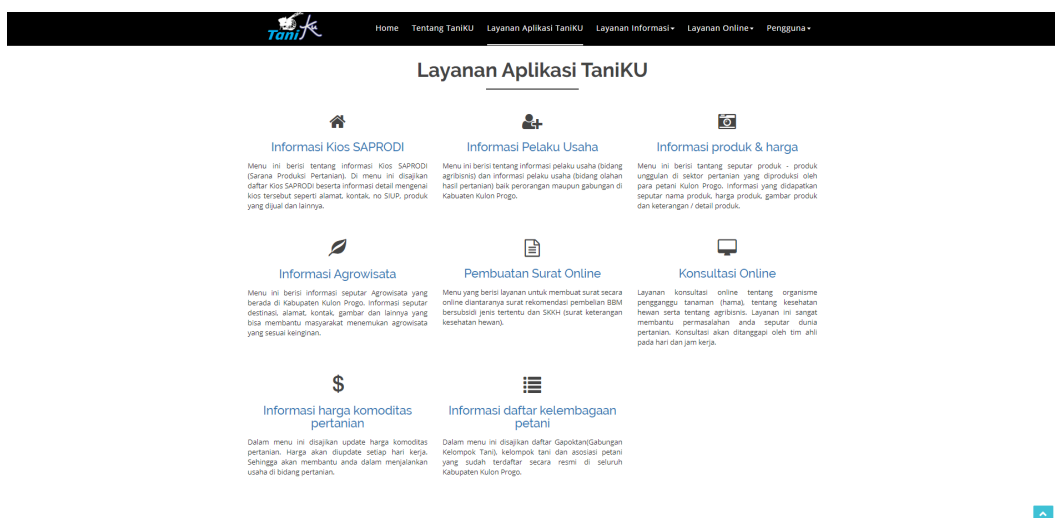 TaniKu
Home Tentang TaniKU Layanan Aplikasi TaniKU Layanan Informasi Layanan Online Pengguna
Layanan Aplikasi TaniKU
Informasi Kios SAPRODI
Menu ini berisi tentang informasi Kios SAPRODI
(Sarana Produksi Pertanian). Di menu ini disajikan
daftar Kios SAPRODI beserta informasi detail mengenai
kios tersebut seperti alamat, kontak, no SIUP, produk
yang dijual dan lainnya.
Informasi Pelaku Usaha
Menu ini berisi tentang informasi pelaku usaha (bidang
agribisnis) dan informasi pelaku usaha (bidang olahan
hasil pertanian) baik perorangan maupun gabungan di
Kabuaten Kulon Progo.
Informasi produk & harga
Menu ini berisi tantang seputar produk - produk
unggulan di sektor pertanian yang diproduksi oleh
para petani Kulon Progo. Informasi yang didapatkan
seputar nama produk, harga produk, gambar produk
dan keterangan / detail produk.
Informasi Agrowisata
Menu ini berisi informasi seputar Agrowisata yang
berada di Kabupaten Kulon Progo. Informasi seputar
destinasi, alamat, kontak, gambar dan lainnya yang
bisa membantu masyarakat menemukan agrowisata
yang sesuai keinginan.
Pembuatan Surat Online
Menu yang berisi layanan untuk membuat surat secara
online diantaranya surat rekomendasi pembelian BBM
bersubsidi jenis tertentu dan SKKH (surat keterangan
kesehatan hewan).
Konsultasi Online
Layanan konsultasi online tentang organisme
pengganggu tanaman (hama), tentang kesehatan
hewan serta tentang agribisnis. Layanan ini sangat
membantu permasalahan anda seputar dunia
pertanian. Konsultasi akan ditanggapi oleh tim ahli
pada hari dan jam kerja.
Informasi harga komoditas
pertanian
Dalam menu ini disajikan update harga komoditas
pertanian. Harga akan diupdate setiap hari kerja.
Sehingga akan membantu anda dalam menjalankan
usaha di bidang pertanian.
Informasi daftar kelembagaan
petani
Dalam menu ini disajikan daftar Gapoktan(Gabungan
Kelompok Tani), kelompok tani dan asosiasi petani
yang sudah terdaftar secara resmi di seluruh
Kabupaten Kulon Progo.